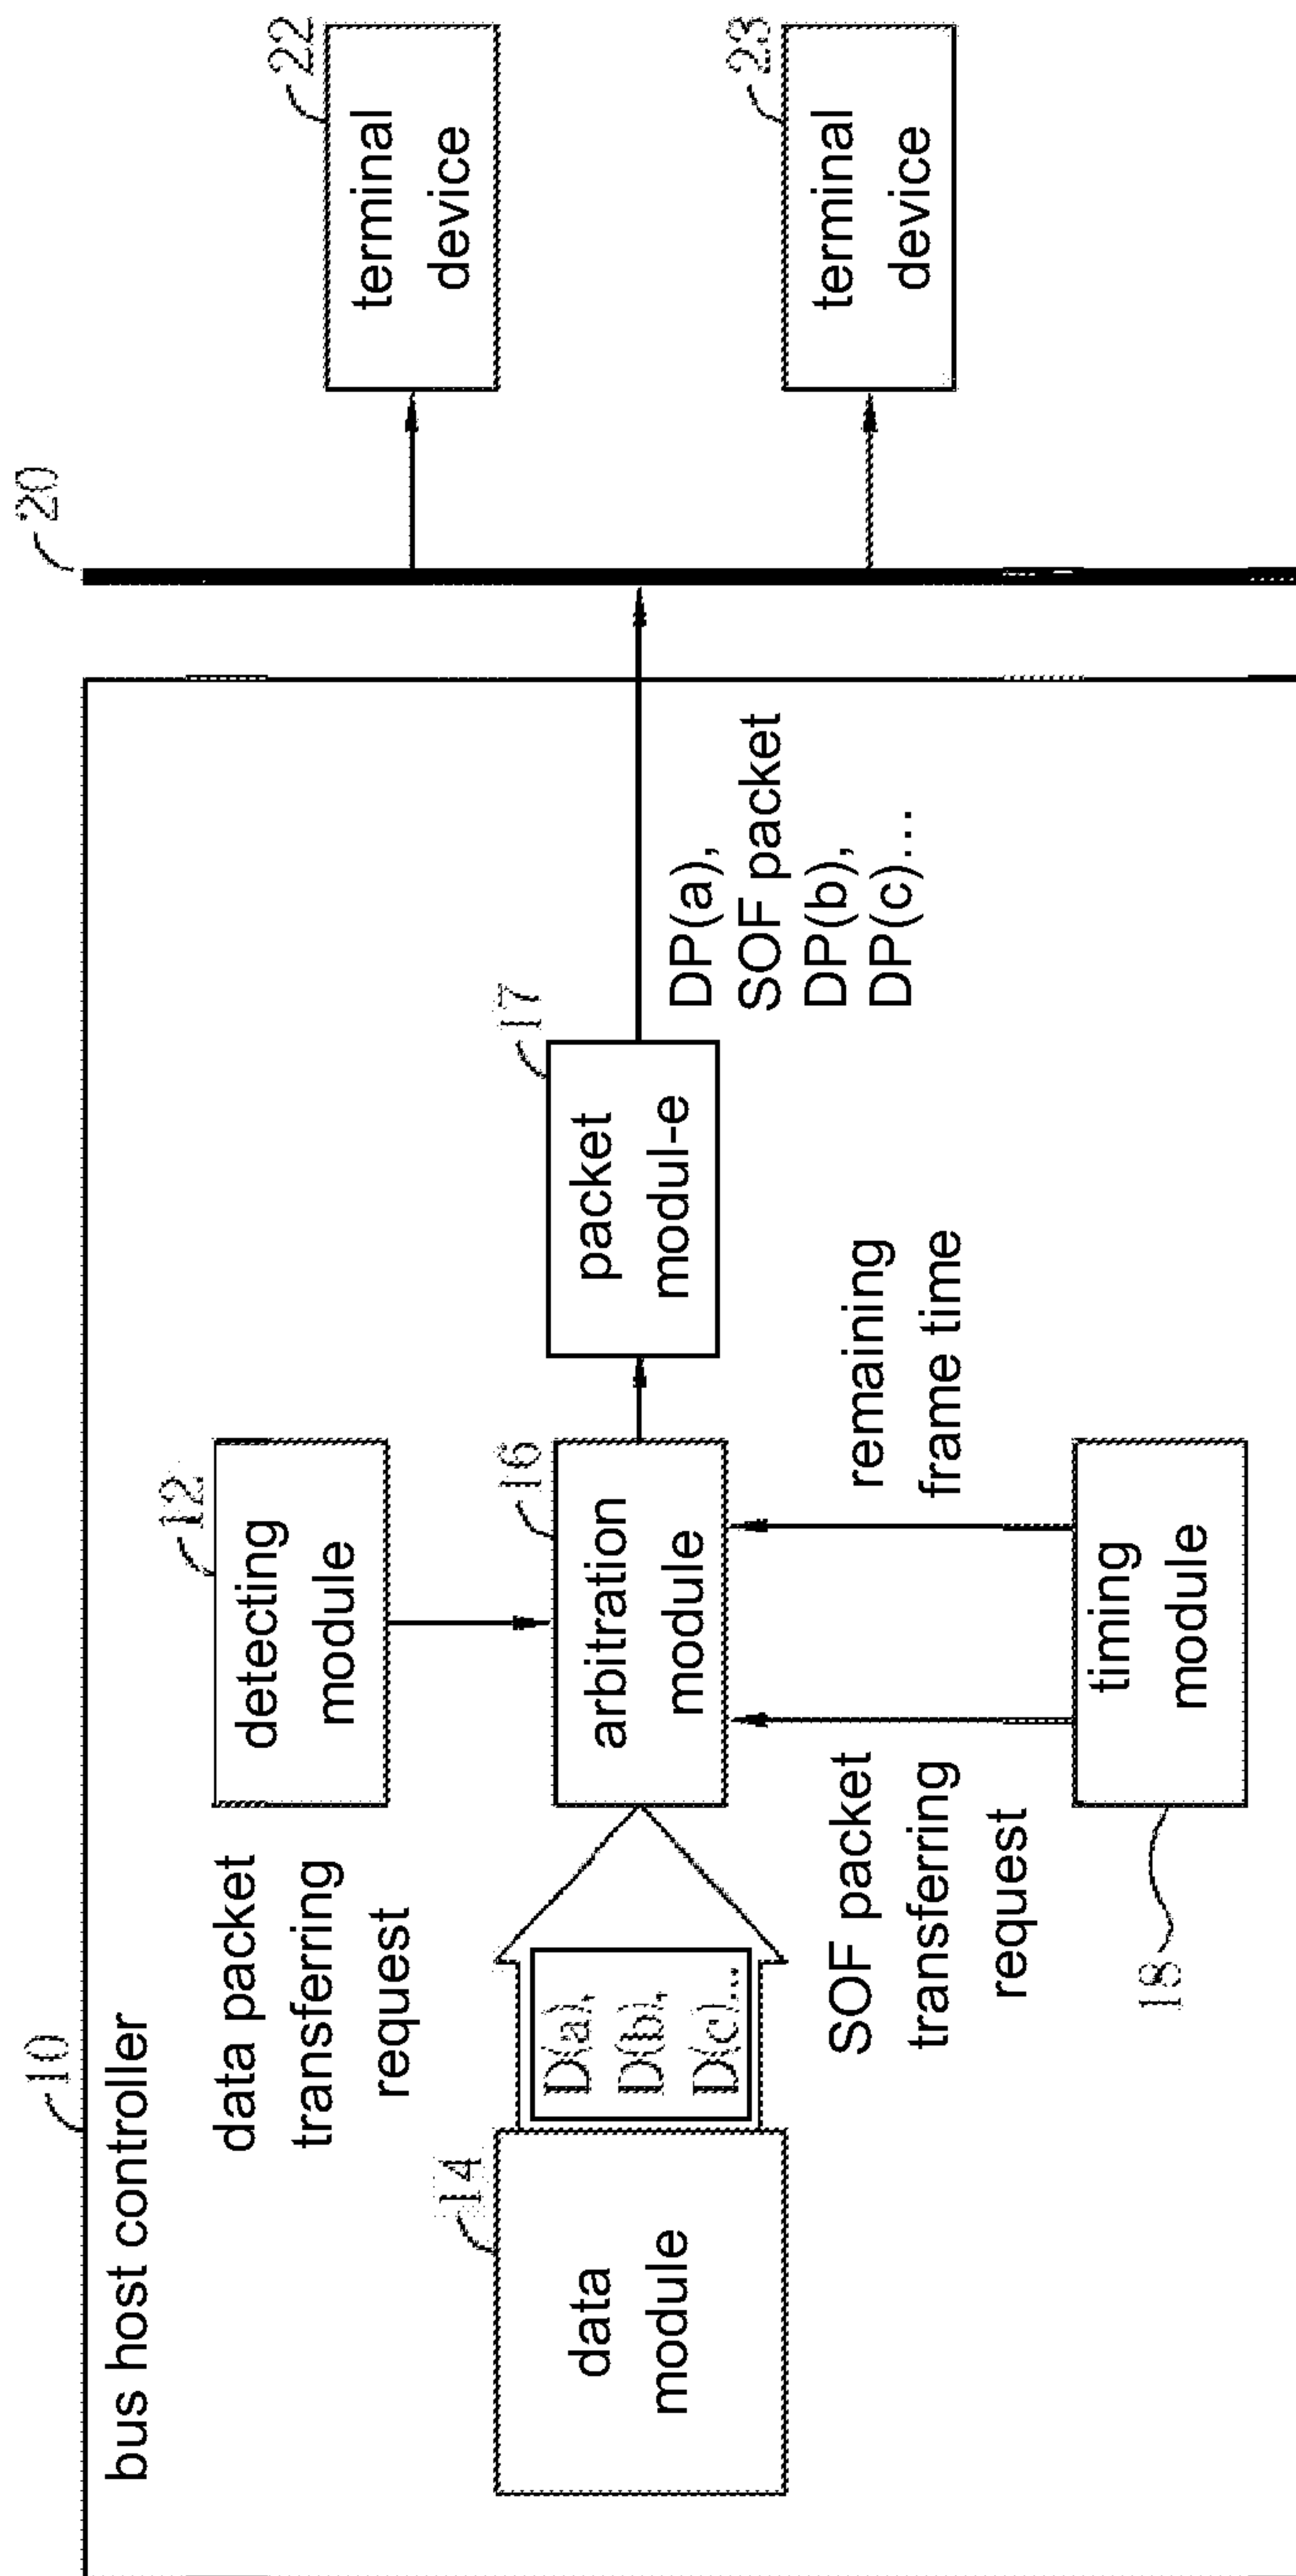 10
bus host controller
data packet
transferring
request
12
detecting
module
14
data
module
D(a),
D(b),
D(c)...
16
arbitration
module
17
packet
modul-e
DP(a),
SOF packet
DP(b),
DP(c)...
SOF packet
transferring
request
remaining
frame time
18
timing
module
20
22
terminal
device
23
terminal
device